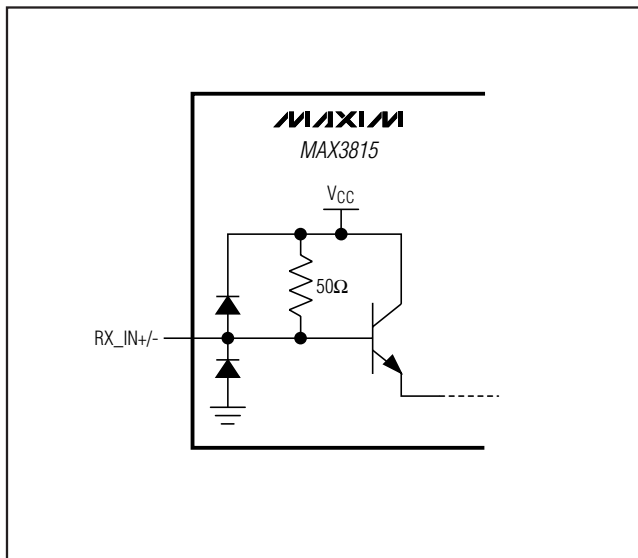 MAXIM
MAX3815
VCC
50Ω
RX_IN+/-